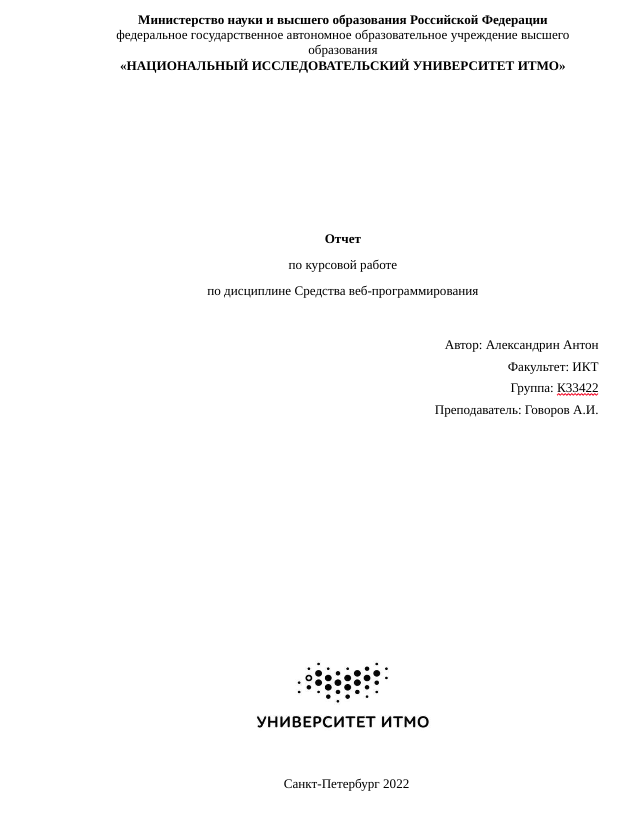 Министерство науки и высшего образования Российской Федерации
федеральное государственное автономное образовательное учреждение высшего
образования
«НАЦИОНАЛЬНЫЙ ИССЛЕДОВАТЕЛЬСКИЙ УНИВЕРСИТЕТ ИТМО»
Отчет
по курсовой работе
по дисциплине Средства веб-программирования
Автор: Александрин Антон
Факультет: ИКТ
Группа: К33422
Преподаватель: Говоров А.И.
УНИВЕРСИТЕТ ИТМО
Санкт-Петербург 2022